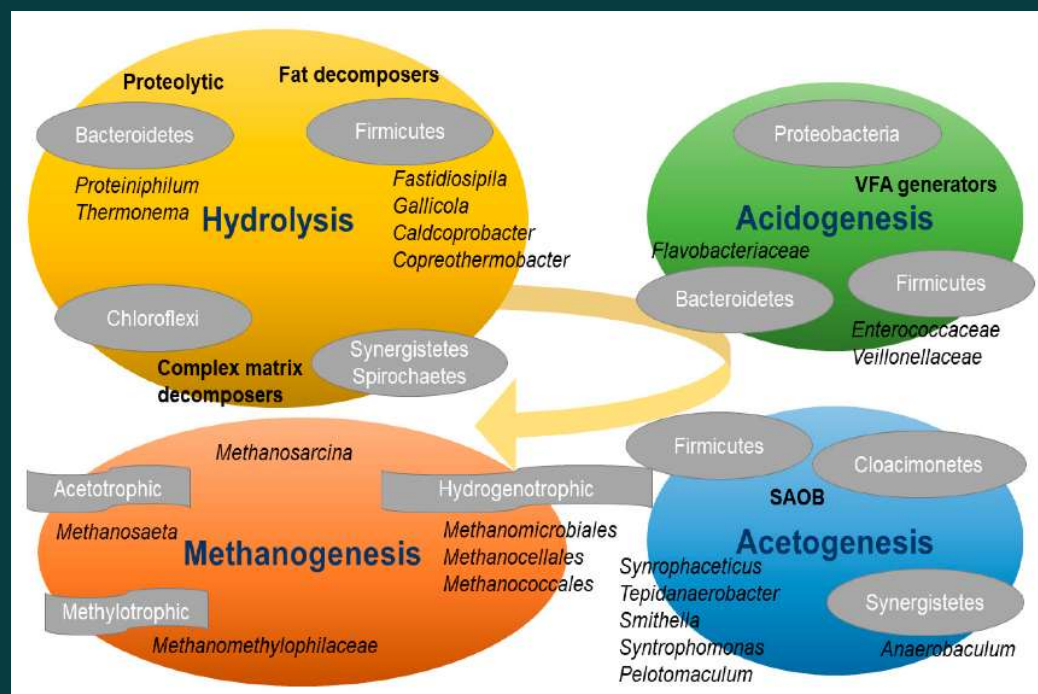 Proteolytic
Fat decomposers
Bacteroidetes
Firmicutes
Proteiniphilum
Thermonema
Fastidiosipila
Gallicola
Caldcoprobacter
Copreothermobacter
Hydrolysis
Chloroflexi
Synergistetes
Spirochaetes
Complex matrix
decomposers
Proteobacteria
VFA generators
Acidogenesis
Flavobacteriaceae
Bacteroidetes
Firmicutes
Enterococcaceae
Veillonellaceae
Methanosarcina
Acetotrophic
Hydrogenotrophic
Methanosaeta
Methanogenesis
Methanomicrobiales
Methanocellales
Methanococcales
Methylotrophic
Methanomethylophilaceae
Firmicutes
Cloacimonetes
SAOB
Acetogenesis
Synrophaceticus
Tepidanaerobacter
Smithella
Syntrophomonas
Pelotomaculum
Synergistetes
Anaerobaculum